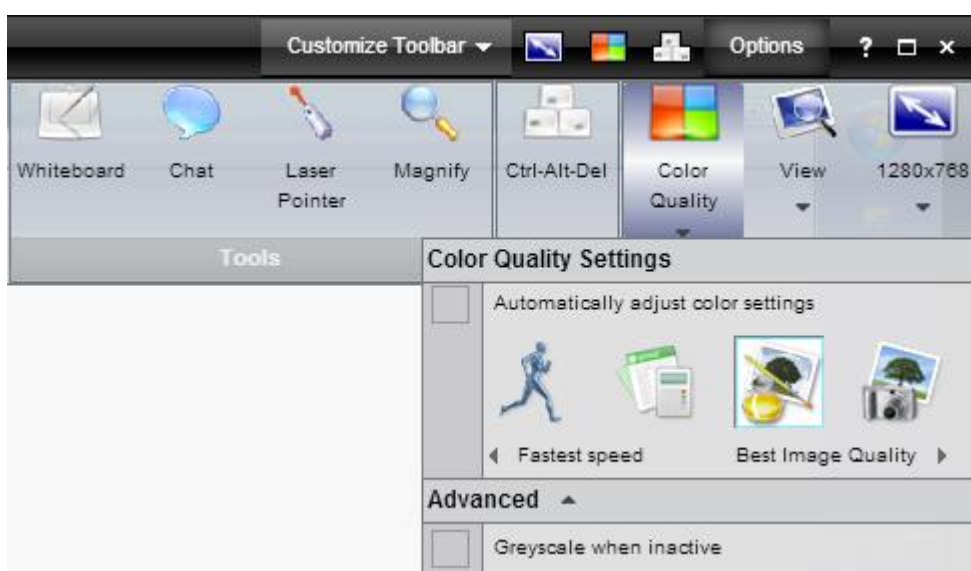 Customize Toolbar Options ?
Whiteboard Chat Laser Pointer Magnify Ctrl-Alt-Del Color Quality View 1280x768
Tools
Color Quality Settings
Automatically adjust color settings
Fastest speed Best Image Quality
Advanced
Greyscale when inactive